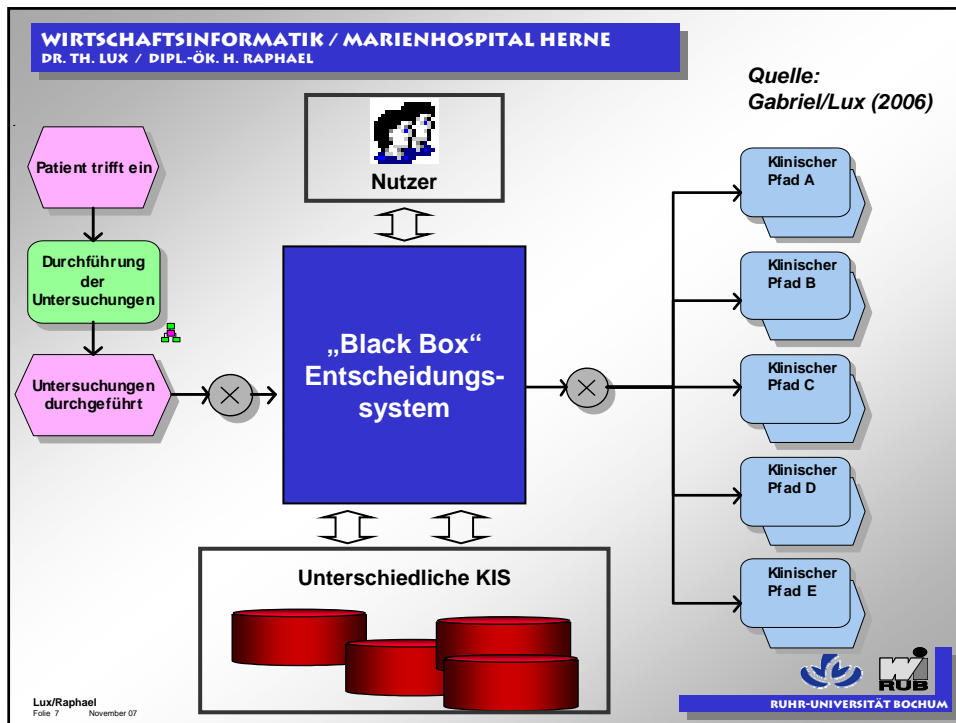 WIRTSCHAFTSINFORMATIK / MARIENHOSPITAL HERNE
DR. TH. LUX / DIPL.-ÖK. H. RAPHAEL
Quelle:
Gabriel/Lux (2006)
Patient trifft ein
Durchführung
der
Untersuchungen
Untersuchungen
durchgeführt
Nutzer
„Black Box“
Entscheidungs-
system
Unterschiedliche KIS
Klinischer
Pfad A
Klinischer
Pfad B
Klinischer
Pfad C
Klinischer
Pfad D
Klinischer
Pfad E
Lux/Raphael
Folie 7 November 07
Wi
RUB
RUHR-UNIVERSITÄT BOCHUM